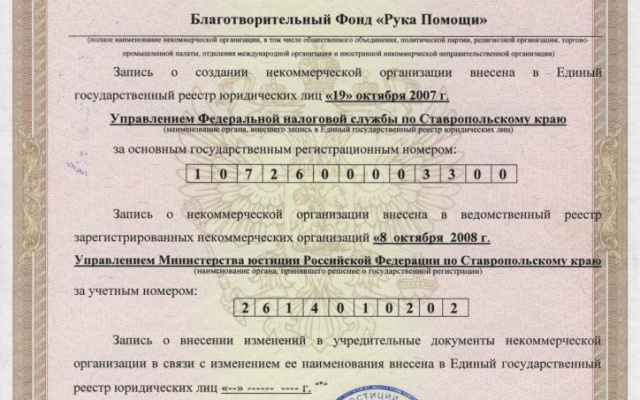 Благотворительный Фонд «Рука Помощи»
(полное наименование некоммерческой организации, в том числе общественного объединения, политической партии, религиозной организации, торгово-
промышленной палаты, отделения международной организации и иностранной некоммерческой неправительственной организации)
Запись о создании некоммерческой организации внесена в Единый
государственный реестр юридических лиц «19» октября 2007 г.
Управлением Федеральной налоговой службы по Ставропольскому краю
(наименование органа, внесшего запись в Единый государственный реестр юридических лиц)
за основным государственным регистрационным номером:
1 0 7 2 6 0 0 0 0 3 3 0 0
Запись о некоммерческой организации внесена в ведомственный реестр
зарегистрированных некоммерческих организаций «8 октября 2008 г.
Управлением Министерства юстиции Российской Федерации по Ставропольскому краю
(наименование органа, принявшего решение о государственной регистрации)
за учетным номером:
2 6 1 4 0 1 0 2 0 2
Запись о внесении изменений в учредительные документы некоммерческой
организации в связи с изменением ее наименования внесена в Единый государственный
реестр юридических лиц «--» ------ ---- г. "*"